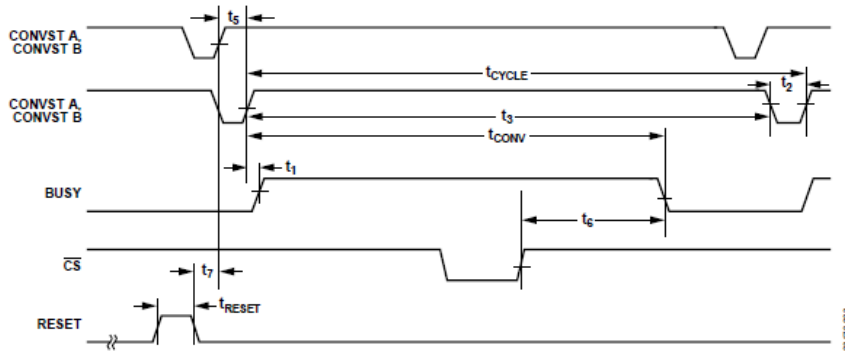 t5
CONVST A,
CONVST B
tCYCLE
t2
CONVST A,
CONVST B
t3
tCONV
t1
BUSY
t6
CS
t7
tRESET
RESET